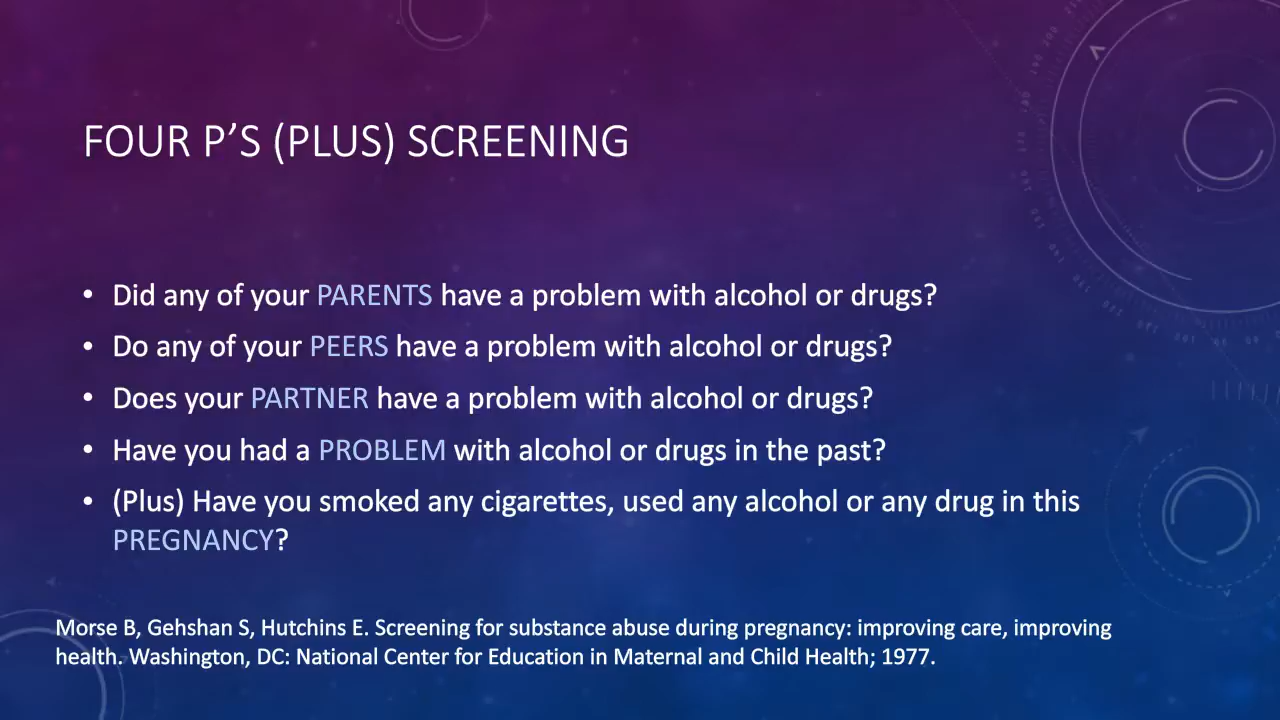 FOUR P’S (PLUS) SCREENING
• Did any of your PARENTS have a problem with alcohol or drugs?
• Do any of your PEERS have a problem with alcohol or drugs?
• Does your PARTNER have a problem with alcohol or drugs?
• Have you had a PROBLEM with alcohol or drugs in the past?
• (Plus) Have you smoked any cigarettes, used any alcohol or any drug in this
PREGNANCY?
Morse B, Gehshan S, Hutchins E. Screening for substance abuse during pregnancy: improving care, improving
health. Washington, DC: National Center for Education in Maternal and Child Health; 1977.